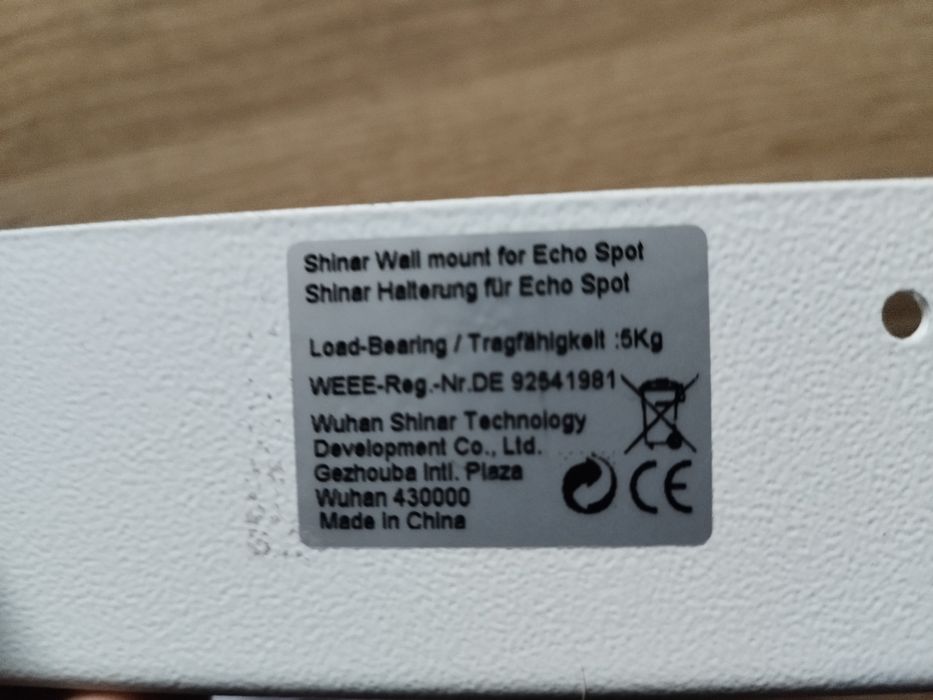 Shinar Wall mount for Echo Spot
Shinar Halterung für Echo Spot
Load-Bearing / Tragfähigkeit :5Kg
WEEE-Reg.-Nr.DE 92541981
Wuhan Shinar Technology
Development Co., Ltd.
Gezhouba Intl. Plaza
Wuhan 430000
Made in China
CE